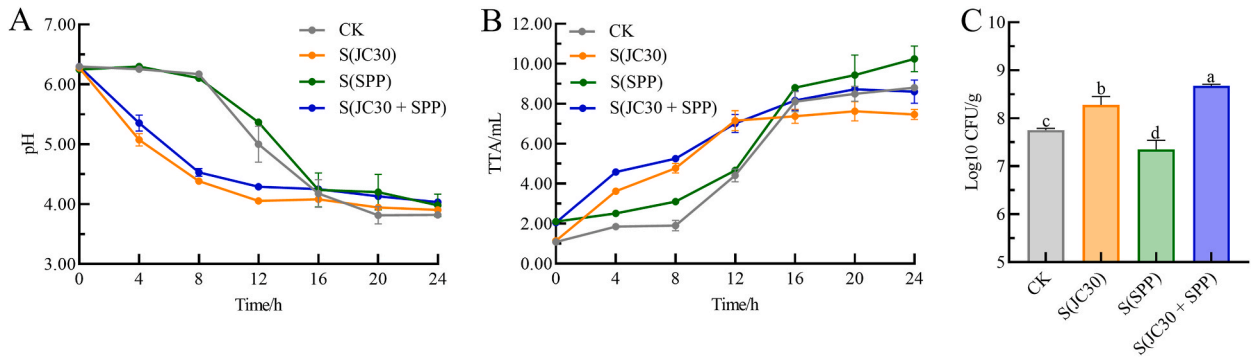 A
7.00
6.00
5.00
4.00
3.00
pH
0
4
8
12
16
20
24
Time/h
CK
S(JC30)
S(SPP)
S(JC30 + SPP)
B
12.00
10.00
8.00
6.00
4.00
2.00
0.00
TTA/mL
0
4
8
12
16
20
24
Time/h
CK
S(JC30)
S(SPP)
S(JC30 + SPP)
C
9
8
7
6
5
Log10 CFU/g
c
b
d
a
CK
S(JC30)
S(SPP)
S(JC30 + SPP)